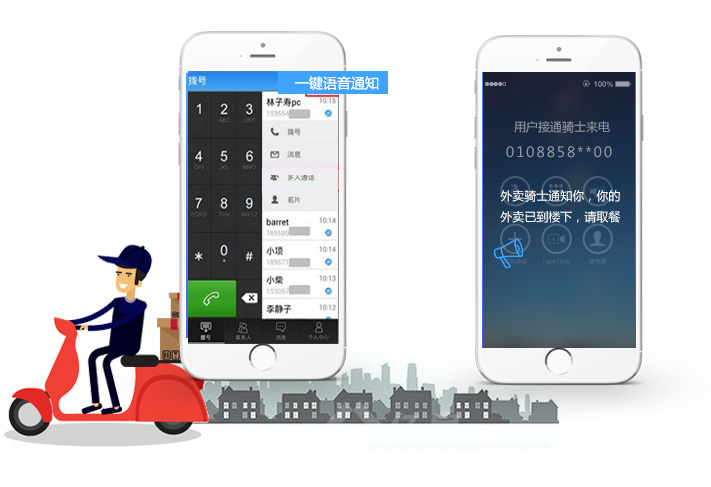 拨号
一键语音通知
1
2
ABC
3
DEF
4
GHI
5
JKL
6
MNO
7
PQRS
8
TUV
9
WXYZ
*
0
+
#
林子寿pc
10:15
153554
拨号
消息
多人通话
名片
barret
10:14
189580
小项
10:14
189571
小柴
10:13
153057
李静子
10:12
拨号
联系人
消息
个人中心
100%
用户接通骑士来电
0108858**00
外卖骑士通知你，你的
外卖已到楼下，请取餐
FaceTime
通讯录